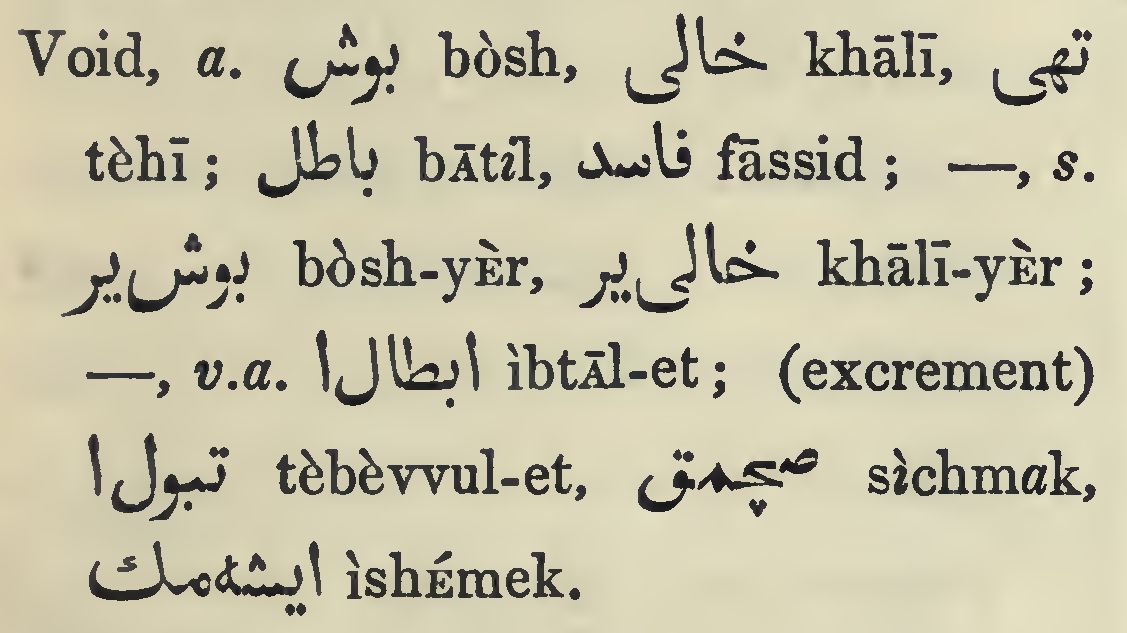 Void, a. بوش bòsh, خالی khālī, تهی
tèhī ; باطل bĀtil, فاسد fāssid ; —, s.
بوش یر bòsh-yÈr, خالی یر khālī-yÈr ;
—, v.a. ابطال ا ìbtĀl-et ; (excrement)
تبول ا tèbèvvul-et, صچمق sìchmak,
ایشه‌مك ìshÉmek.